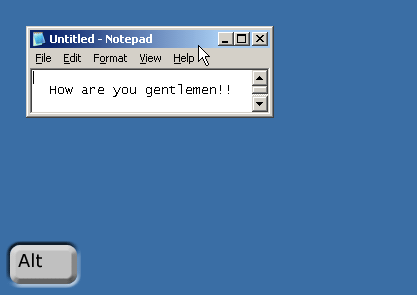 Untitled - Notepad
File Edit Format View Help
How are you gentlemen!!
Alt